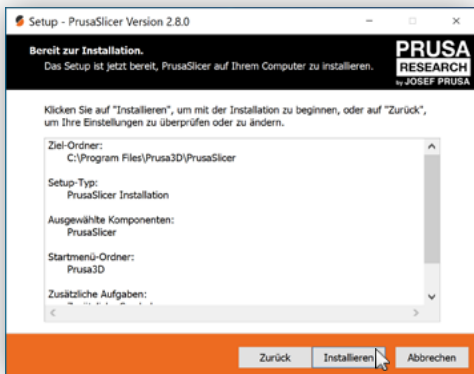 Setup - PrusaSlicer Version 2.8.0
Bereit zur Installation.
Das Setup ist jetzt bereit, PrusaSlicer auf Ihrem Computer zu installieren.
PRUSA
RESEARCH
by JOSEF PRUSA
Klicken Sie auf "Installieren", um mit der Installation zu beginnen, oder auf "Zurück",
um Ihre Einstellungen zu überprüfen oder zu ändern.
Ziel-Ordner:
C:\Program Files\Prusa3D\PrusaSlicer
Setup-Typ:
PrusaSlicer Installation
Ausgewählte Komponenten:
PrusaSlicer
Startmenü-Ordner:
Prusa3D
Zusätzliche Aufgaben:
Zurück
Installieren
Abbrechen